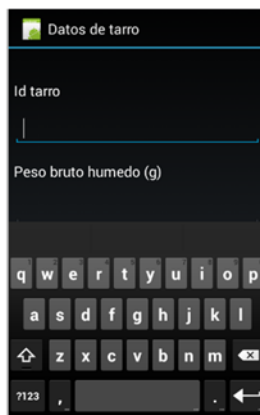 Datos de tarro
Id tarro
Peso bruto humedo (g)
q w e r t y u i o p
a s d f g h j k l
z x c v b n m
?123 , .